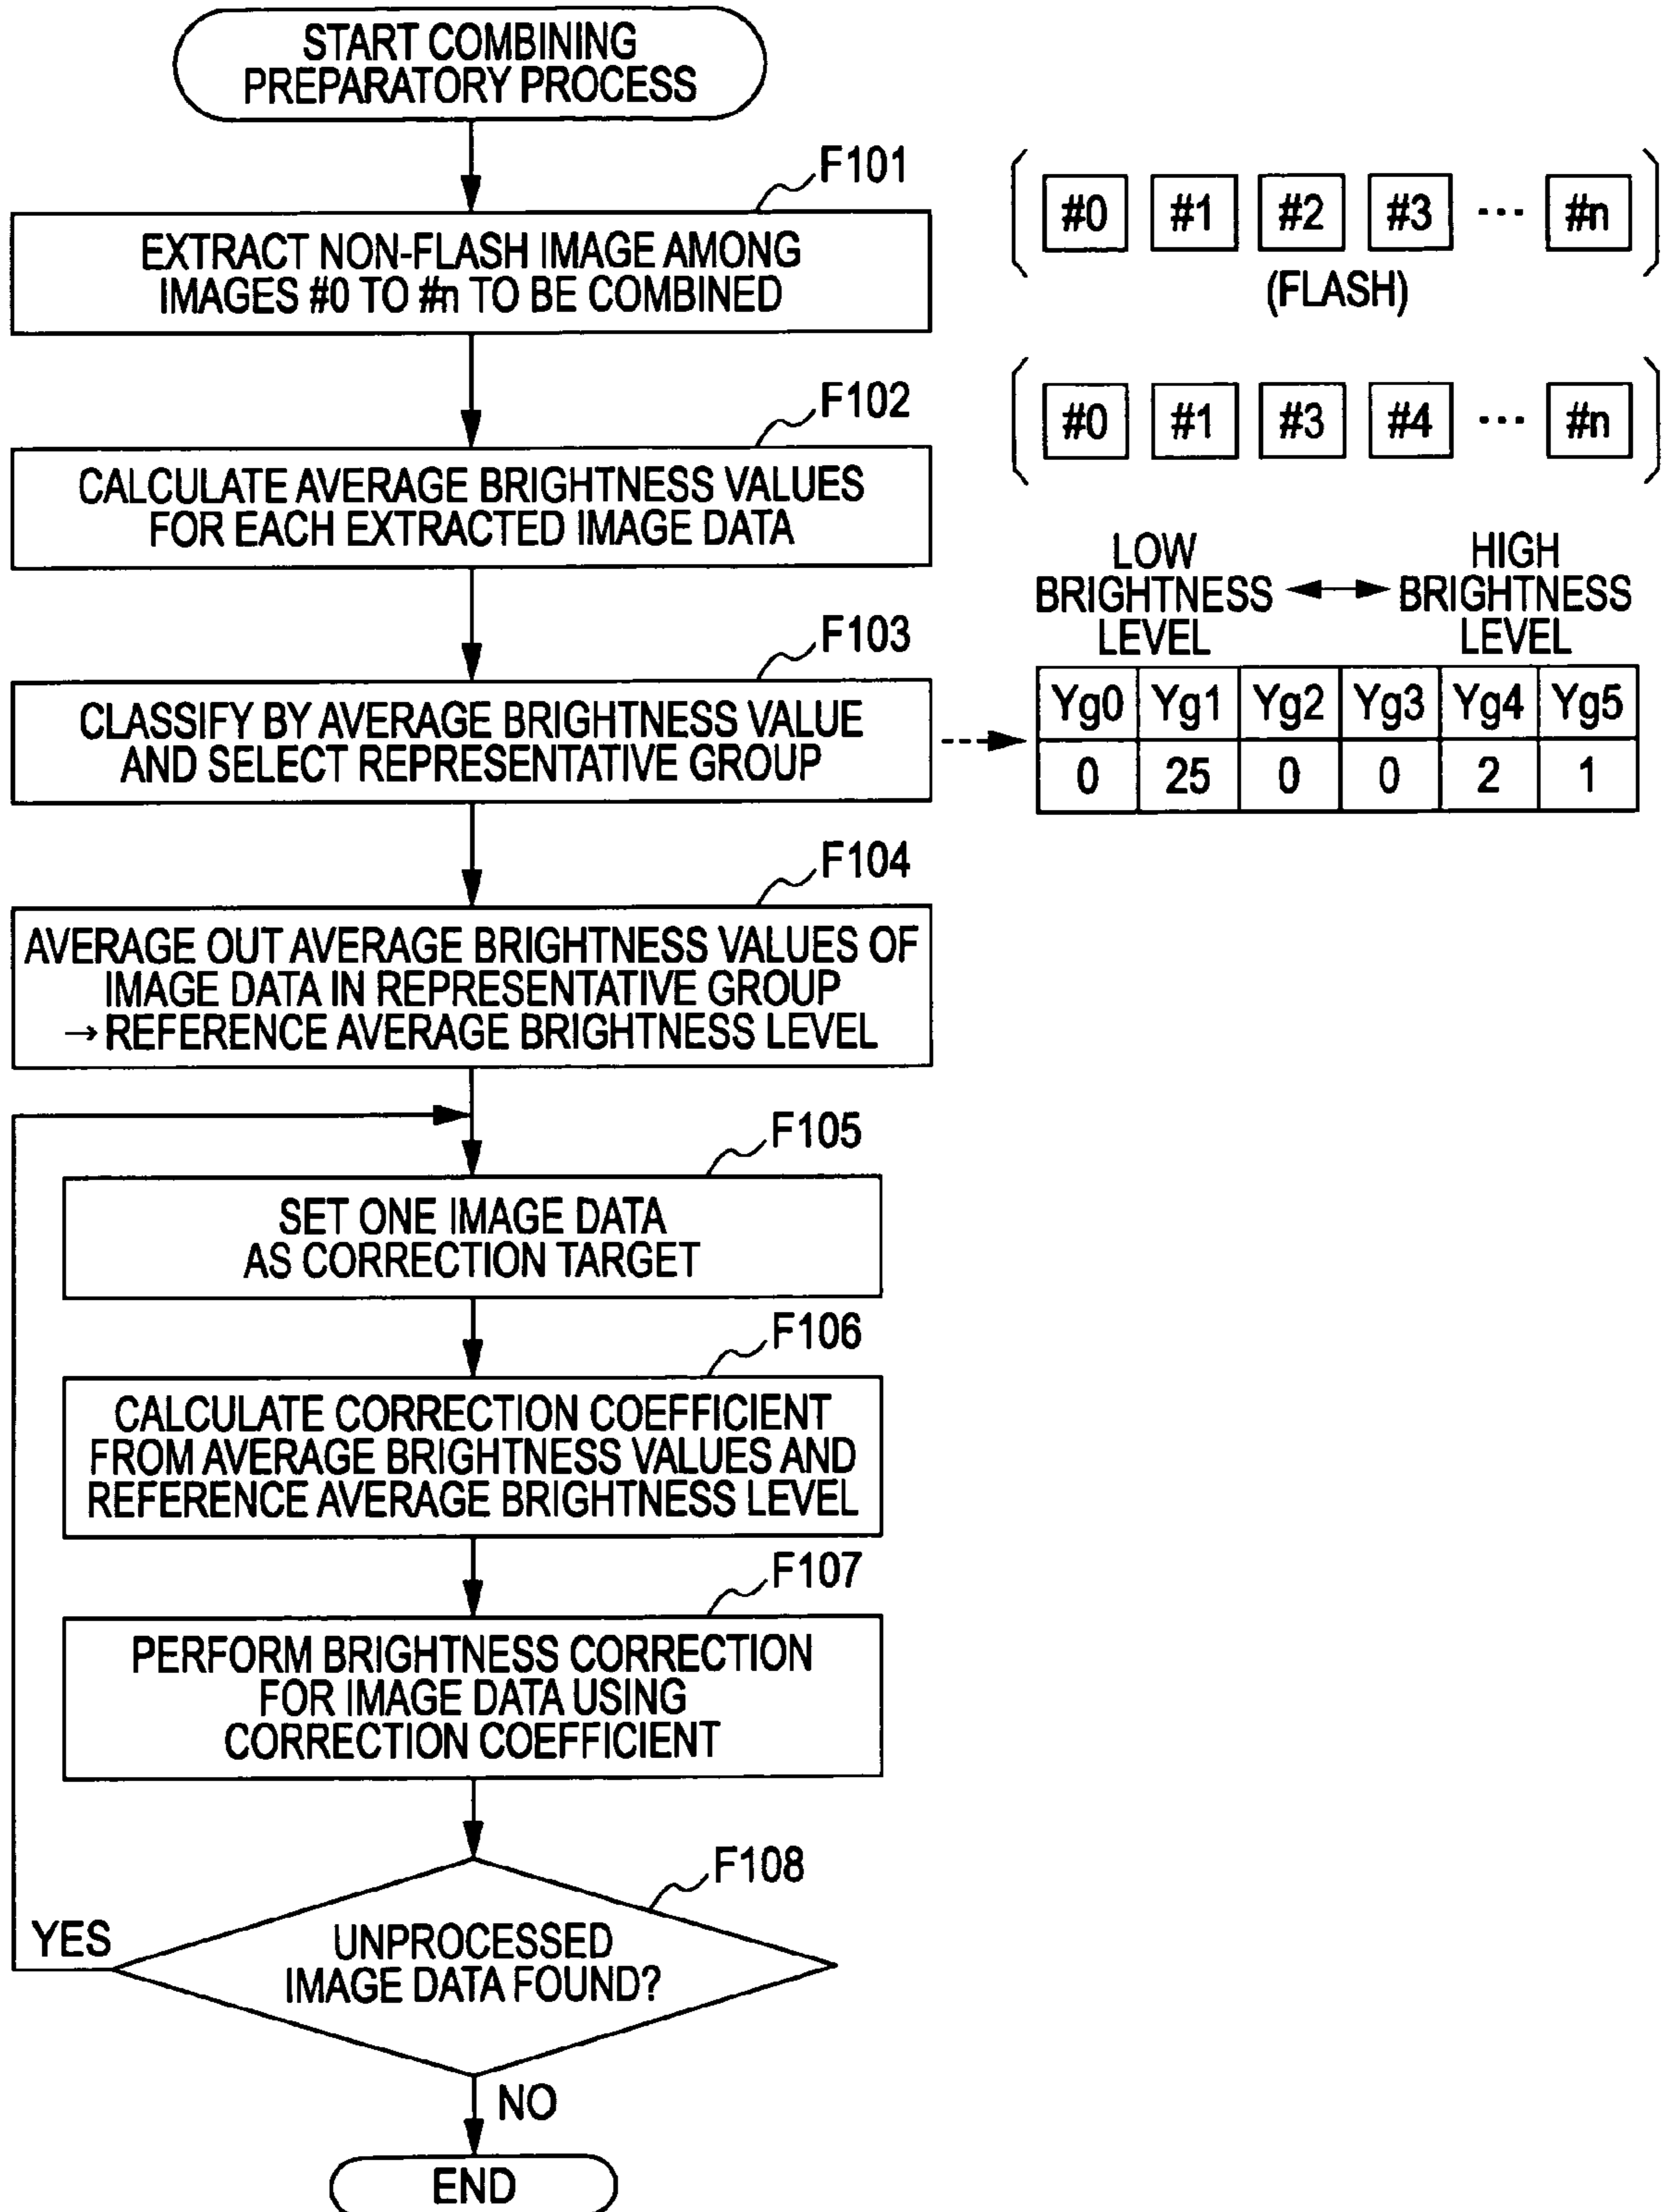 START COMBINING
PREPARATORY PROCESS
F101
EXTRACT NON-FLASH IMAGE AMONG
IMAGES #0 TO #n TO BE COMBINED
#0 #1 #2 #3 ... #n
(FLASH)
F102
CALCULATE AVERAGE BRIGHTNESS VALUES
FOR EACH EXTRACTED IMAGE DATA
#0 #1 #3 #4 ... #n
F103
CLASSIFY BY AVERAGE BRIGHTNESS VALUE
AND SELECT REPRESENTATIVE GROUP
LOW HIGH
BRIGHTNESS ↔ BRIGHTNESS
LEVEL LEVEL
Yg0 Yg1 Yg2 Yg3 Yg4 Yg5
0 25 0 0 2 1
F104
AVERAGE OUT AVERAGE BRIGHTNESS VALUES OF
IMAGE DATA IN REPRESENTATIVE GROUP
→ REFERENCE AVERAGE BRIGHTNESS LEVEL
F105
SET ONE IMAGE DATA
AS CORRECTION TARGET
F106
CALCULATE CORRECTION COEFFICIENT
FROM AVERAGE BRIGHTNESS VALUES AND
REFERENCE AVERAGE BRIGHTNESS LEVEL
F107
PERFORM BRIGHTNESS CORRECTION
FOR IMAGE DATA USING
CORRECTION COEFFICIENT
F108
YES
UNPROCESSED
IMAGE DATA FOUND?
NO
END